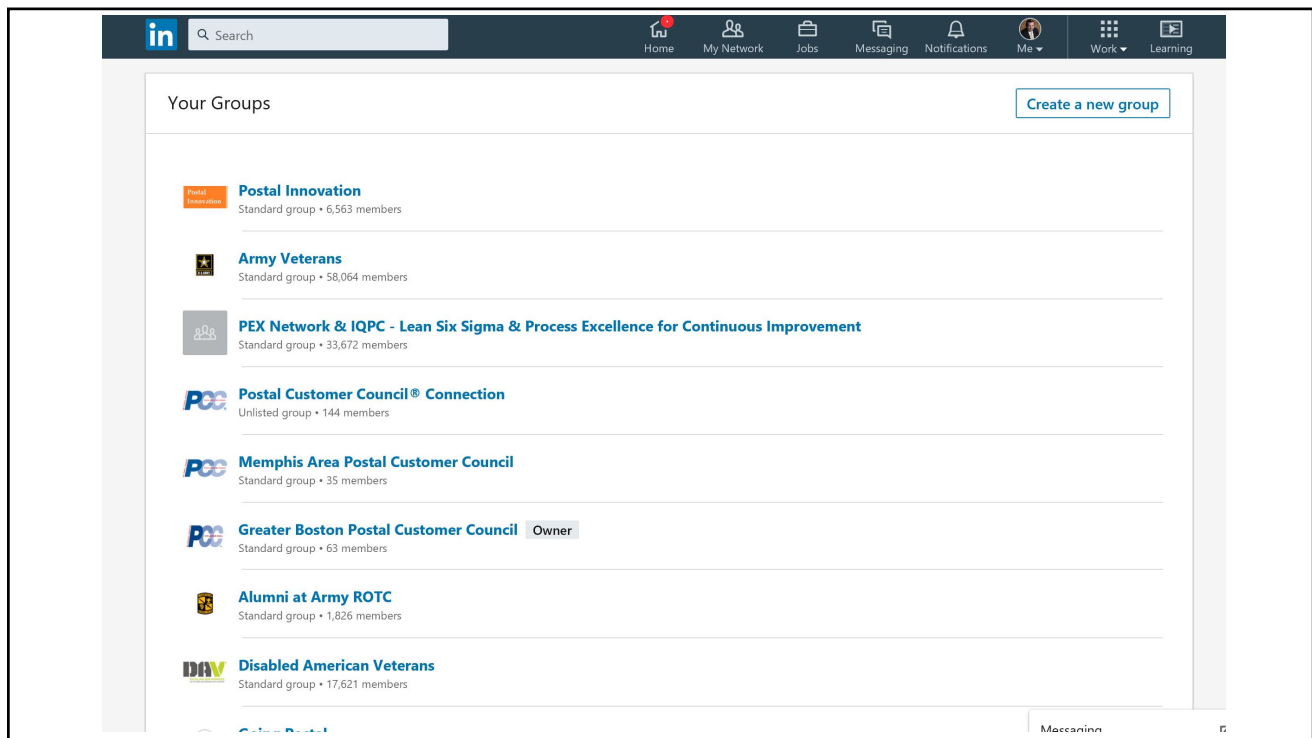 in Search
Home My Network Jobs Messaging Notifications Me Work Learning
Your Groups
Create a new group
Postal Innovation
Postal Innovation
Standard group • 6,563 members
Army Veterans
Standard group • 58,064 members
PEX Network & IQPC - Lean Six Sigma & Process Excellence for Continuous Improvement
Standard group • 33,672 members
PCC
Postal Customer Council® Connection
Unlisted group • 144 members
PCC
Memphis Area Postal Customer Council
Standard group • 35 members
PCC
Greater Boston Postal Customer Council Owner
Standard group • 63 members
Alumni at Army ROTC
Standard group • 1,826 members
DAV
Disabled American Veterans
Standard group • 17,621 members
Going Postal
Messaging